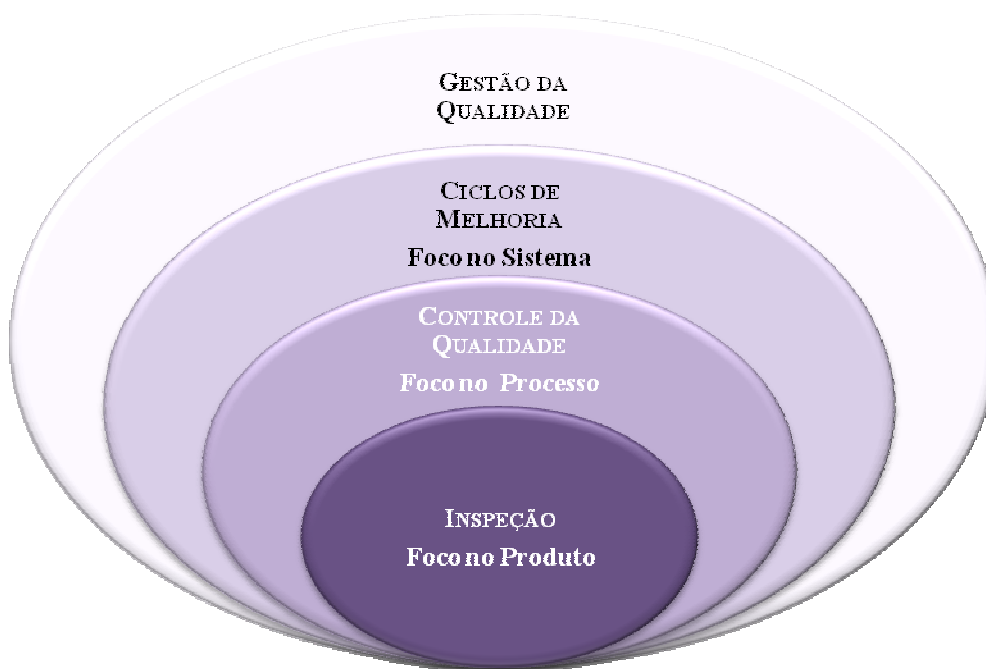 GESTÃO DA
QUALIDADE
CICLOS DE
MELHORIA
Foco no Sistema
CONTROLE DA
QUALIDADE
Foco no Processo
INSPEÇÃO
Foco no Produto